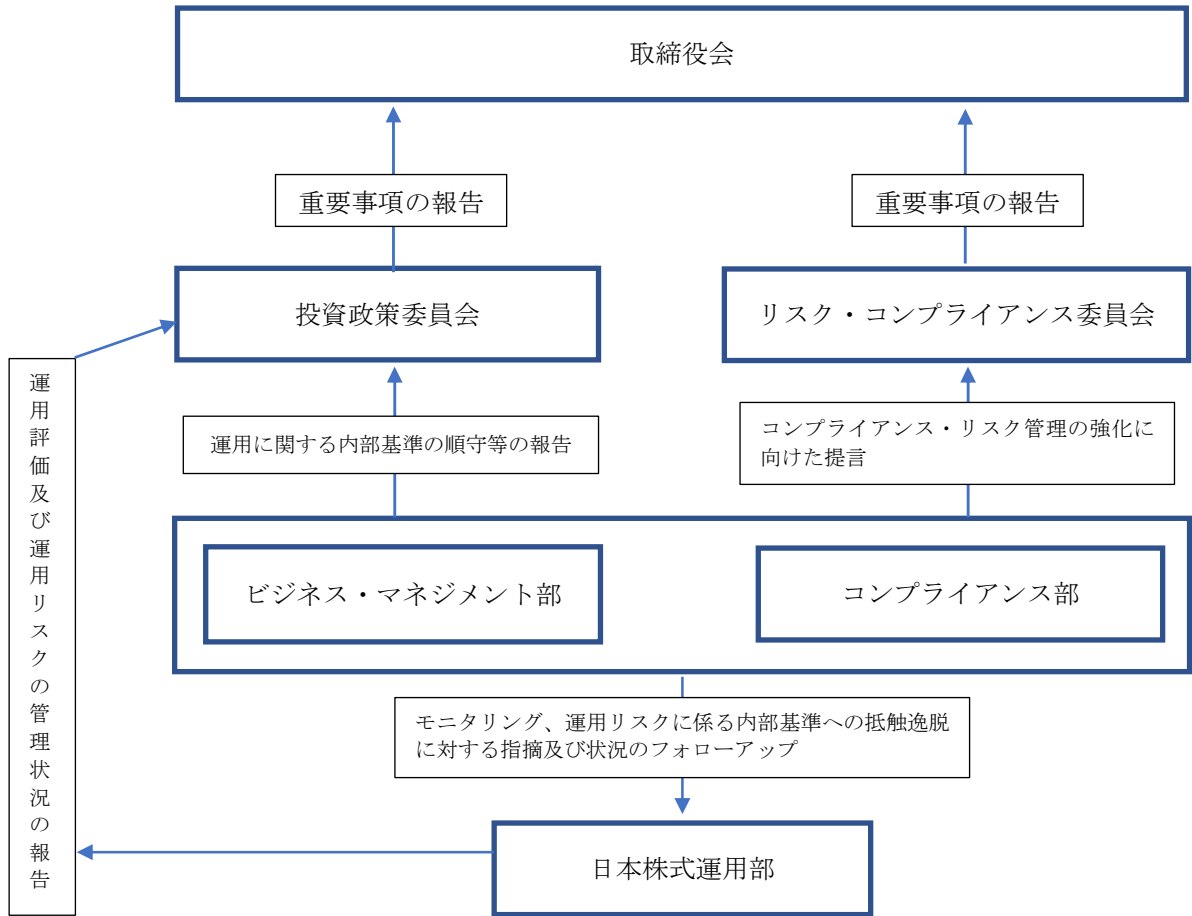 取締役会
重要事項の報告
重要事項の報告
投資政策委員会
リスク・コンプライアンス委員会
運用評価及び運用リスクの管理状況の報告
運用に関する内部基準の順守等の報告
コンプライアンス・リスク管理の強化に
向けた提言
ビジネス・マネジメント部
コンプライアンス部
モニタリング、運用リスクに係る内部基準への抵触逸脱
に対する指摘及び状況のフォローアップ
日本株式運用部